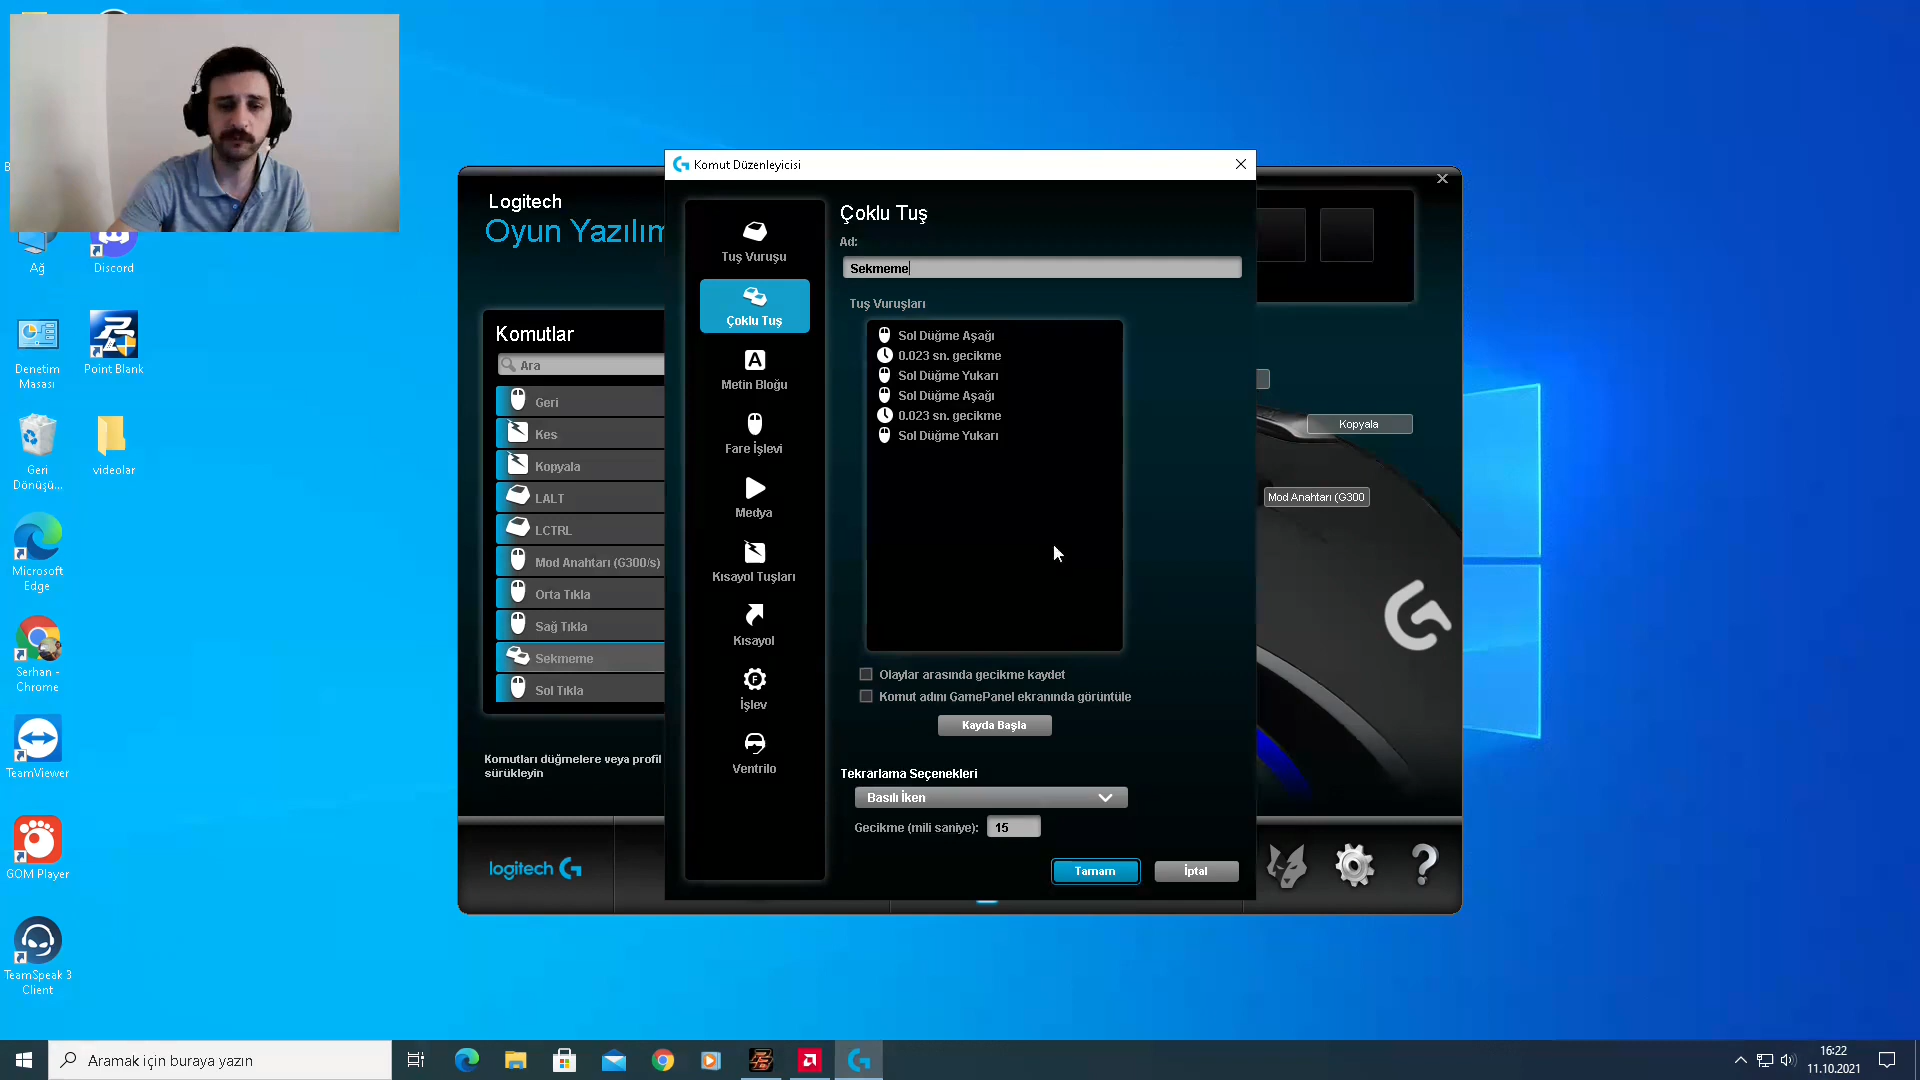 Ağ
Discord
Denetim
Masası
Point Blank
Geri
Dönüşü...
videolar
Microsoft
Edge
Serhan -
Chrome
TeamViewer
GOM Player
TeamSpeak 3
Client
Logitech
Oyun Yazılım
Komutlar
Ara
Geri
Kes
Kopyala
LALT
LCTRL
Mod Anahtarı (G300/s)
Orta Tıkla
Sağ Tıkla
Sekmeme
Sol Tıkla
Komutları düğmelere veya profil
sürükleyin
logitech
Komut Düzenleyicisi
Tuş Vuruşu
Çoklu Tuş
Metin Bloğu
Fare İşlevi
Medya
Kısayol Tuşları
Kısayol
İşlev
Ventrilo
Çoklu Tuş
Ad:
Sekmeme
Tuş Vuruşları
Sol Düğme Aşağı
0.023 sn. gecikme
Sol Düğme Yukarı
Sol Düğme Aşağı
0.023 sn. gecikme
Sol Düğme Yukarı
Olaylar arasında gecikme kaydet
Komut adını GamePanel ekranında görüntüle
Kayda Başla
Tekrarlama Seçenekleri
Basılı İken
Gecikme (mili saniye): 15
Tamam
İptal
Kopyala
Mod Anahtarı (G300
Aramak için buraya yazın
16:22
11.10.2021